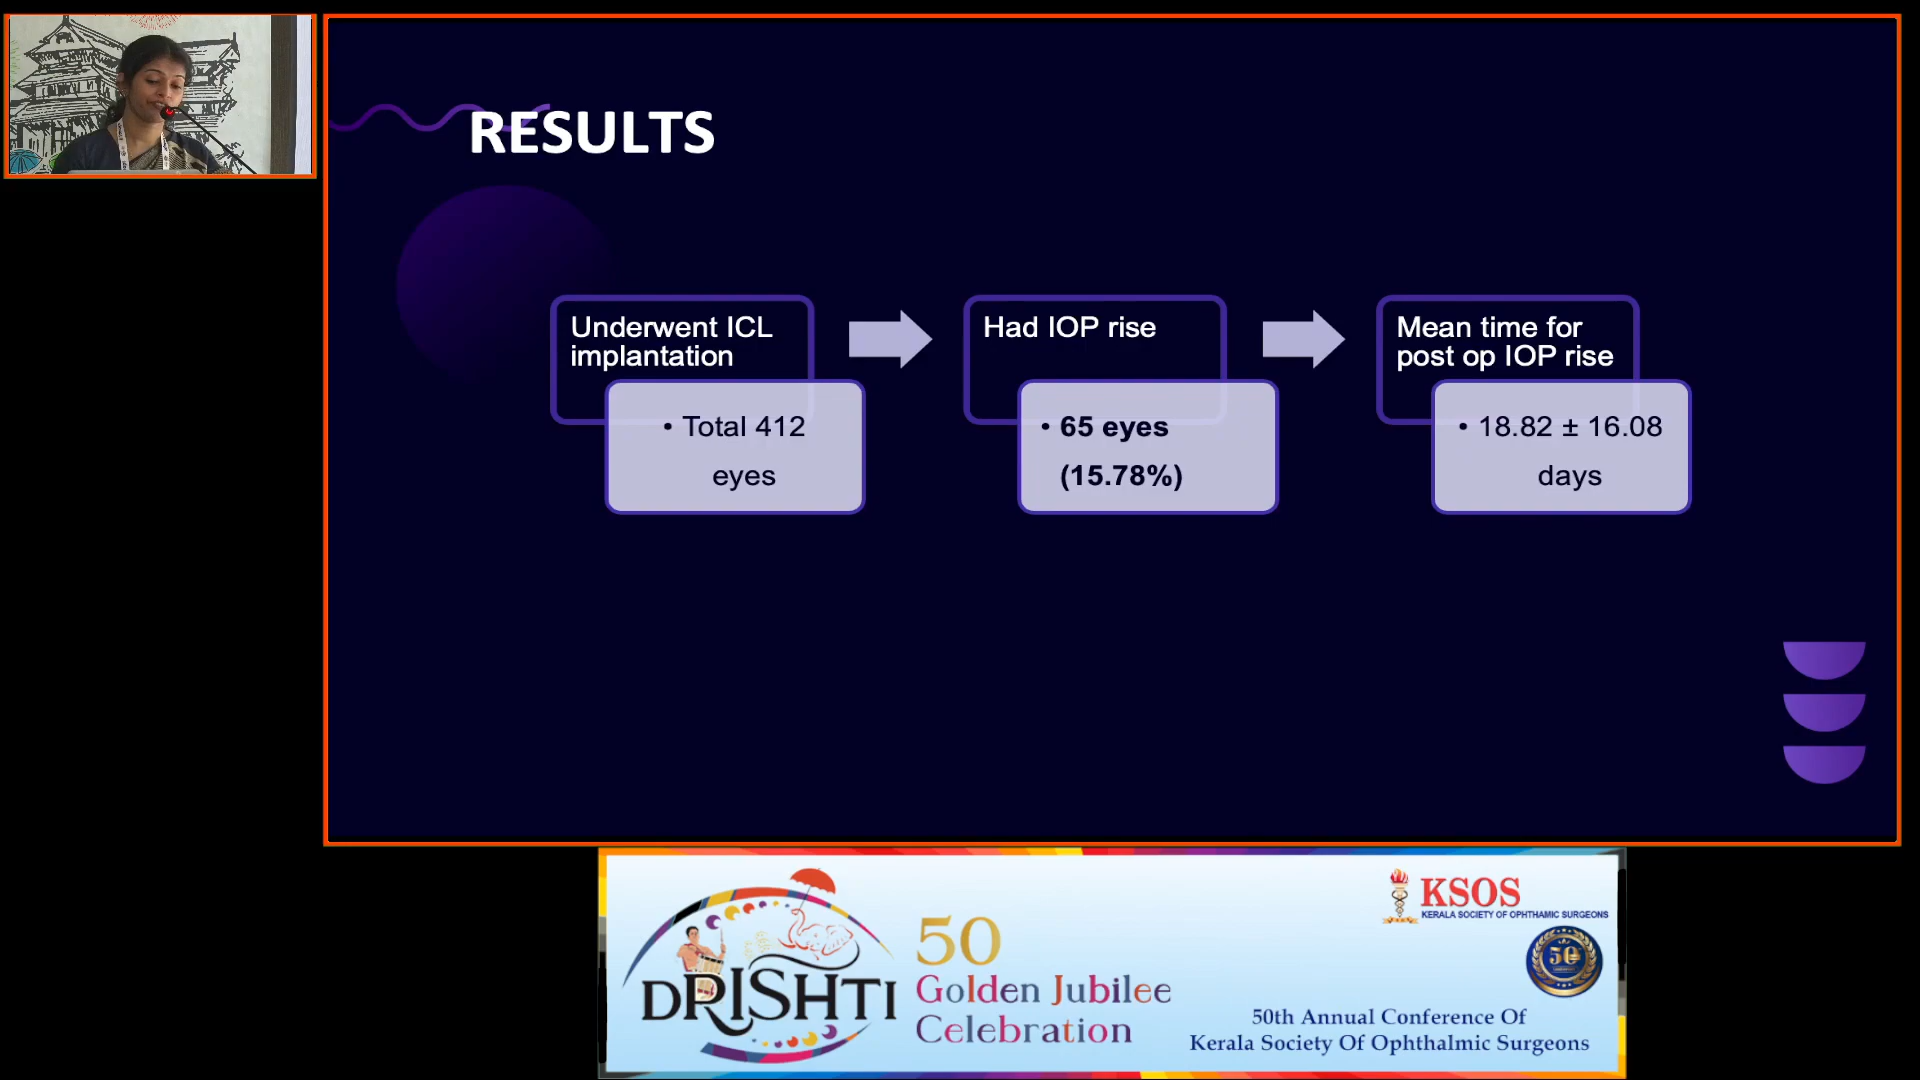 RESULTS
Underwent ICL
implantation
• Total 412
eyes
Had IOP rise
• 65 eyes
(15.78%)
Mean time for
post op IOP rise
• 18.82 ± 16.08
days
DRISHTI
50
Golden Jubilee
Celebration
KSOS
KERALA SOCIETY OF OPHTHAMIC SURGEONS
50
50th Annual Conference Of
Kerala Society Of Ophthalmic Surgeons